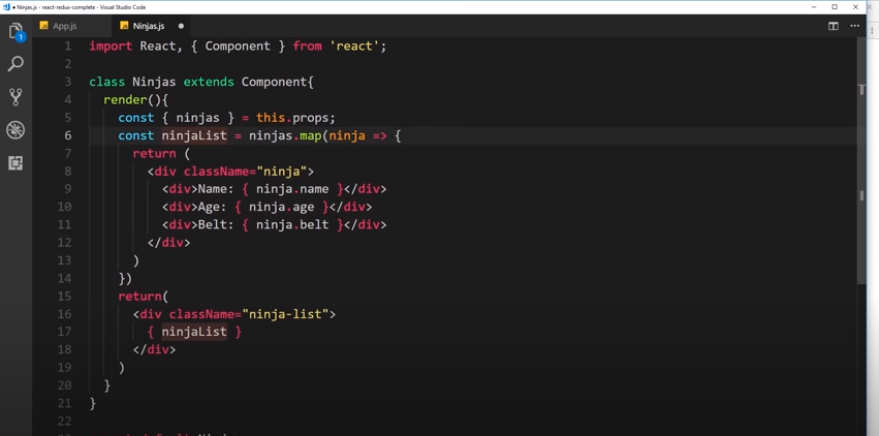 ● Ninjas.js - react-redux-complete - Visual Studio Code
App.js
Ninjas.js ●
1
1 import React, { Component } from 'react';
2
3 class Ninjas extends Component{
4 render(){
5 const { ninjas } = this.props;
6 const ninjaList = ninjas.map(ninja => {
7 return (
8 <div className="ninja">
9 <div>Name: { ninja.name }</div>
10 <div>Age: { ninja.age }</div>
11 <div>Belt: { ninja.belt }</div>
12 </div>
13 )
14 })
15 return(
16 <div className="ninja-list">
17 { ninjaList }
18 </div>
19 )
20 }
21 }
22